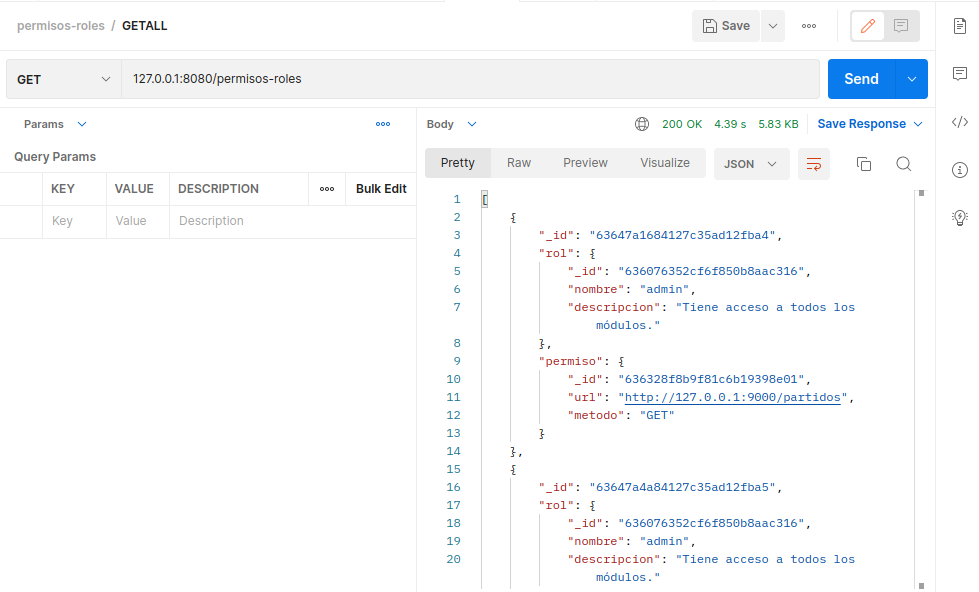 permisos-roles / GETALL
Save
GET
127.0.0.1:8080/permisos-roles
Send
Params
Body
200 OK 4.39 s 5.83 KB Save Response
Query Params
Pretty Raw Preview Visualize JSON
KEY VALUE DESCRIPTION Bulk Edit
Key Value Description
1 [
2 {
3 "_id": "63647a1684127c35ad12fba4",
4 "rol": {
5 "_id": "636076352cf6f850b8aac316",
6 "nombre": "admin",
7 "descripcion": "Tiene acceso a todos los
módulos."
8 },
9 "permiso": {
10 "_id": "636328f8b9f81c6b19398e01",
11 "url": "http://127.0.0.1:9000/partidos",
12 "metodo": "GET"
13 }
14 },
15 {
16 "_id": "63647a4a84127c35ad12fba5",
17 "rol": {
18 "_id": "636076352cf6f850b8aac316",
19 "nombre": "admin",
20 "descripcion": "Tiene acceso a todos los
módulos."